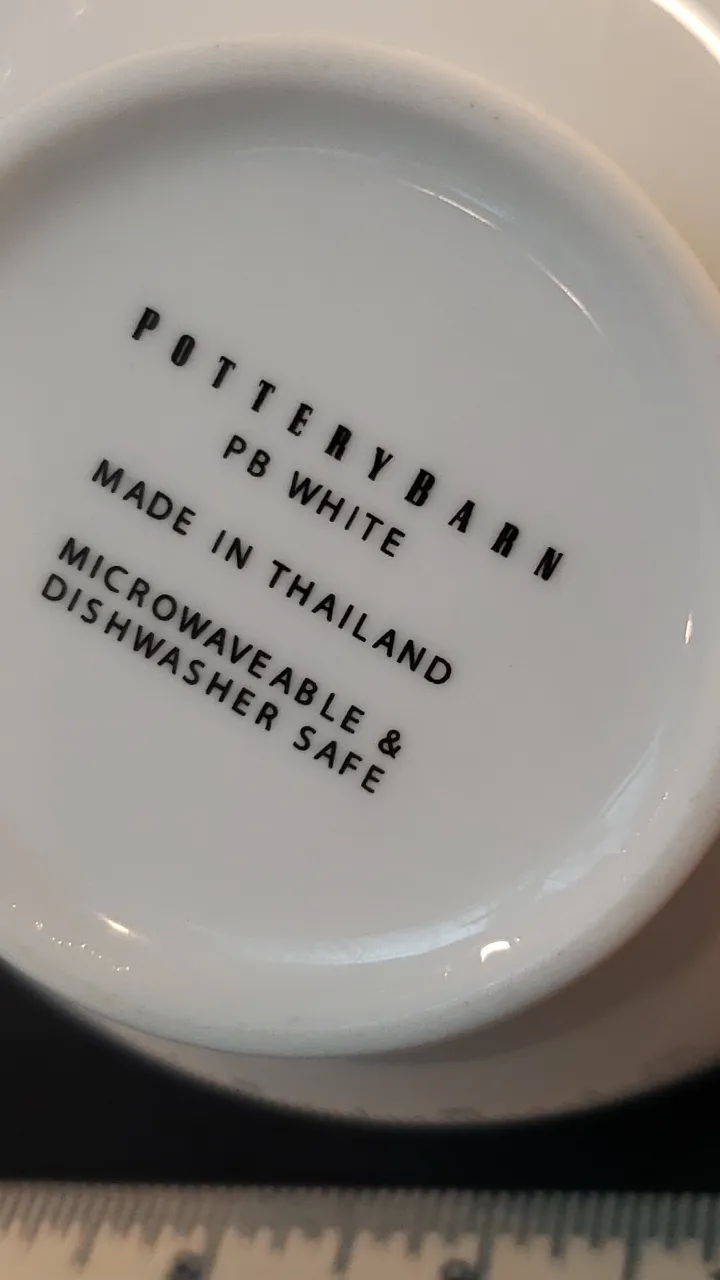 POTTERYBARN
PB WHITE
MADE IN THAILAND
MICROWAVEABLE &
DISHWASHER SAFE